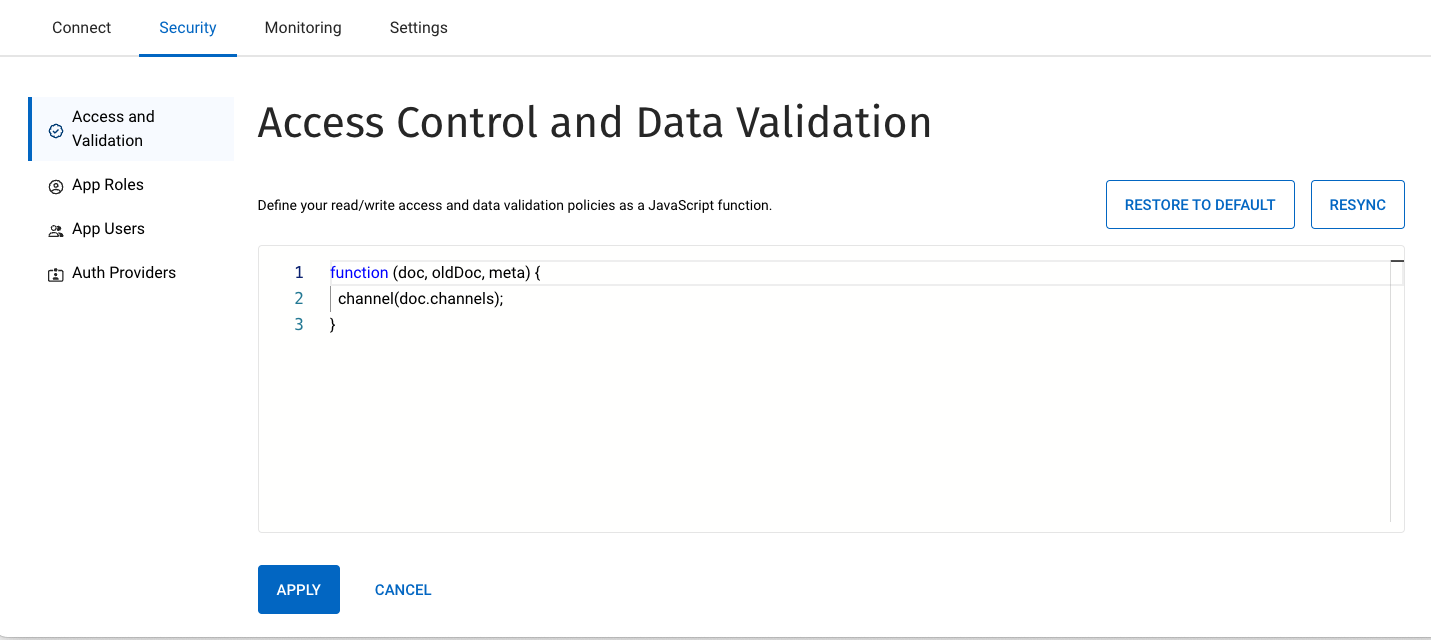 Connect Security Monitoring Settings
Access and
Validation
App Roles
App Users
Auth Providers
Access Control and Data Validation
Define your read/write access and data validation policies as a JavaScript function.
RESTORE TO DEFAULT RESYNC
1 function (doc, oldDoc, meta) {
2 channel(doc.channels);
3 }
APPLY CANCEL